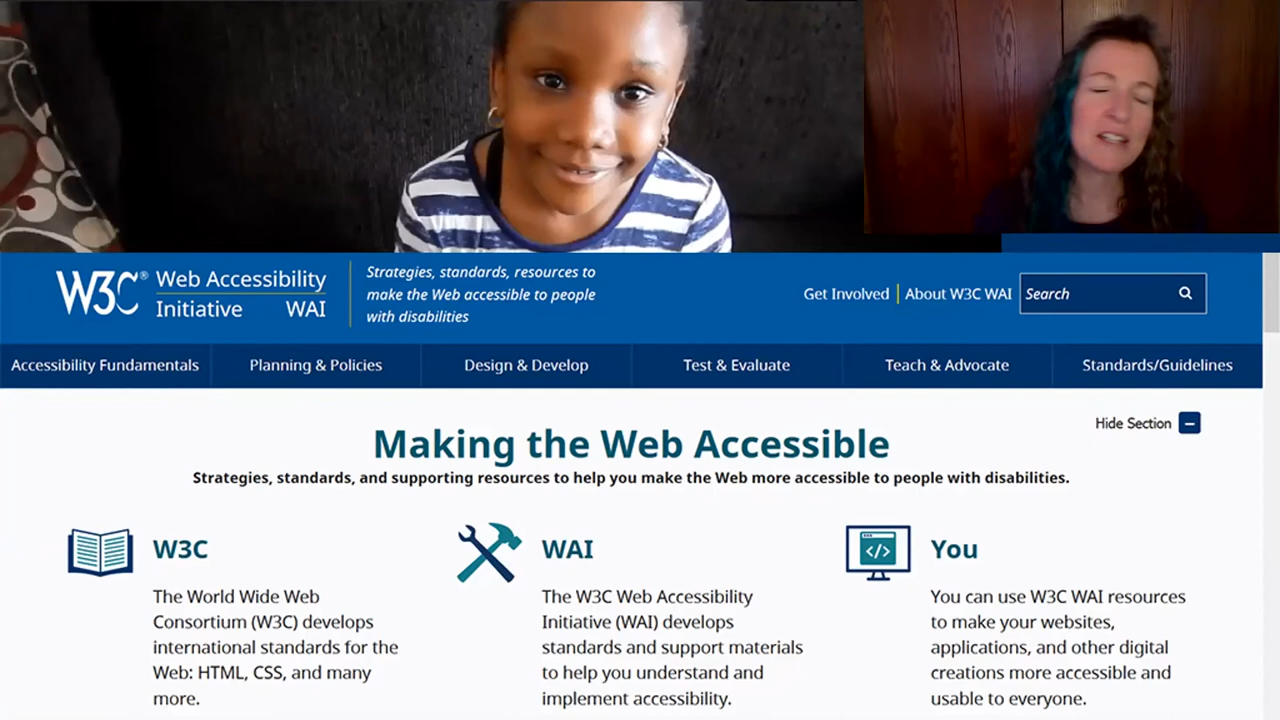 W3C® Web Accessibility Initiative WAI
Strategies, standards, resources to
make the Web accessible to people
with disabilities
Get Involved
About W3C WAI
Search
Accessibility Fundamentals
Planning & Policies
Design & Develop
Test & Evaluate
Teach & Advocate
Standards/Guidelines
Hide Section
Making the Web Accessible
Strategies, standards, and supporting resources to help you make the Web more accessible to people with disabilities.
W3C
The World Wide Web
Consortium (W3C) develops
international standards for the
Web: HTML, CSS, and many
more.
WAI
The W3C Web Accessibility
Initiative (WAI) develops
standards and support materials
to help you understand and
implement accessibility.
You
You can use W3C WAI resources
to make your websites,
applications, and other digital
creations more accessible and
usable to everyone.